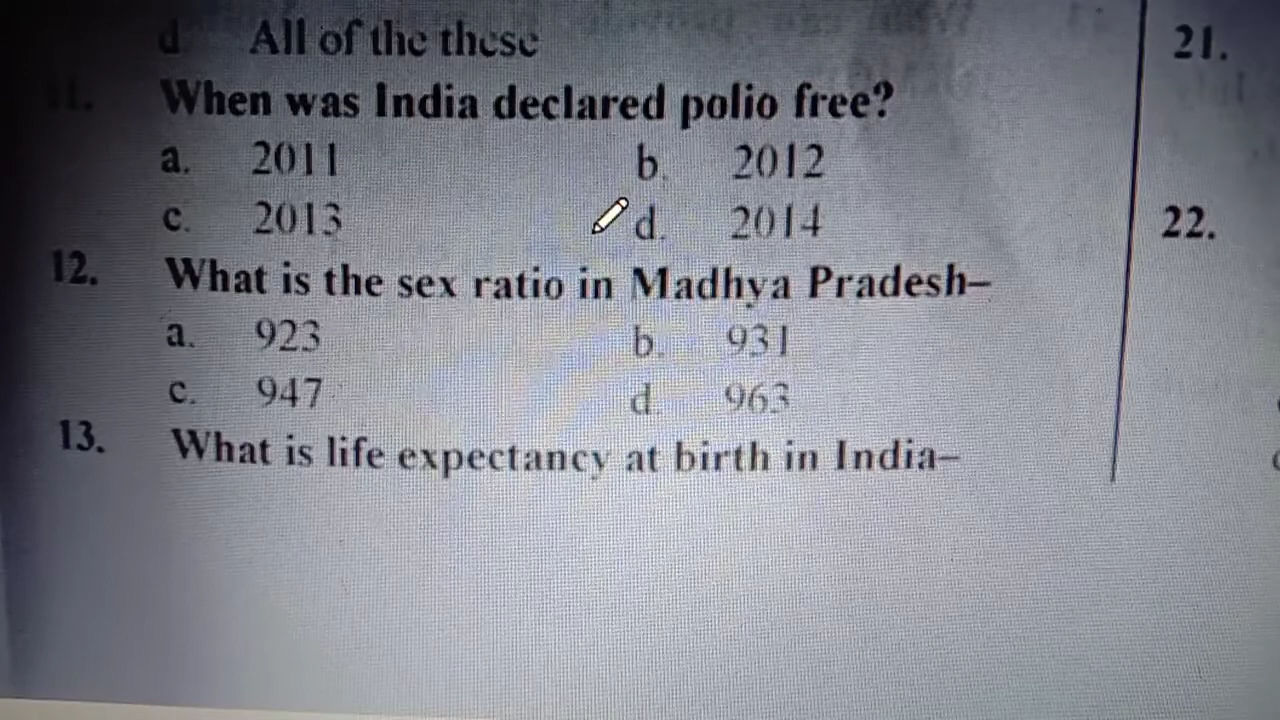 d All of the these
11. When was India declared polio free?
a. 2011 b. 2012
c. 2013 d. 2014
12. What is the sex ratio in Madhya Pradesh–
a. 923 b. 931
c. 947 d. 963
13. What is life expectancy at birth in India–
21.
22.